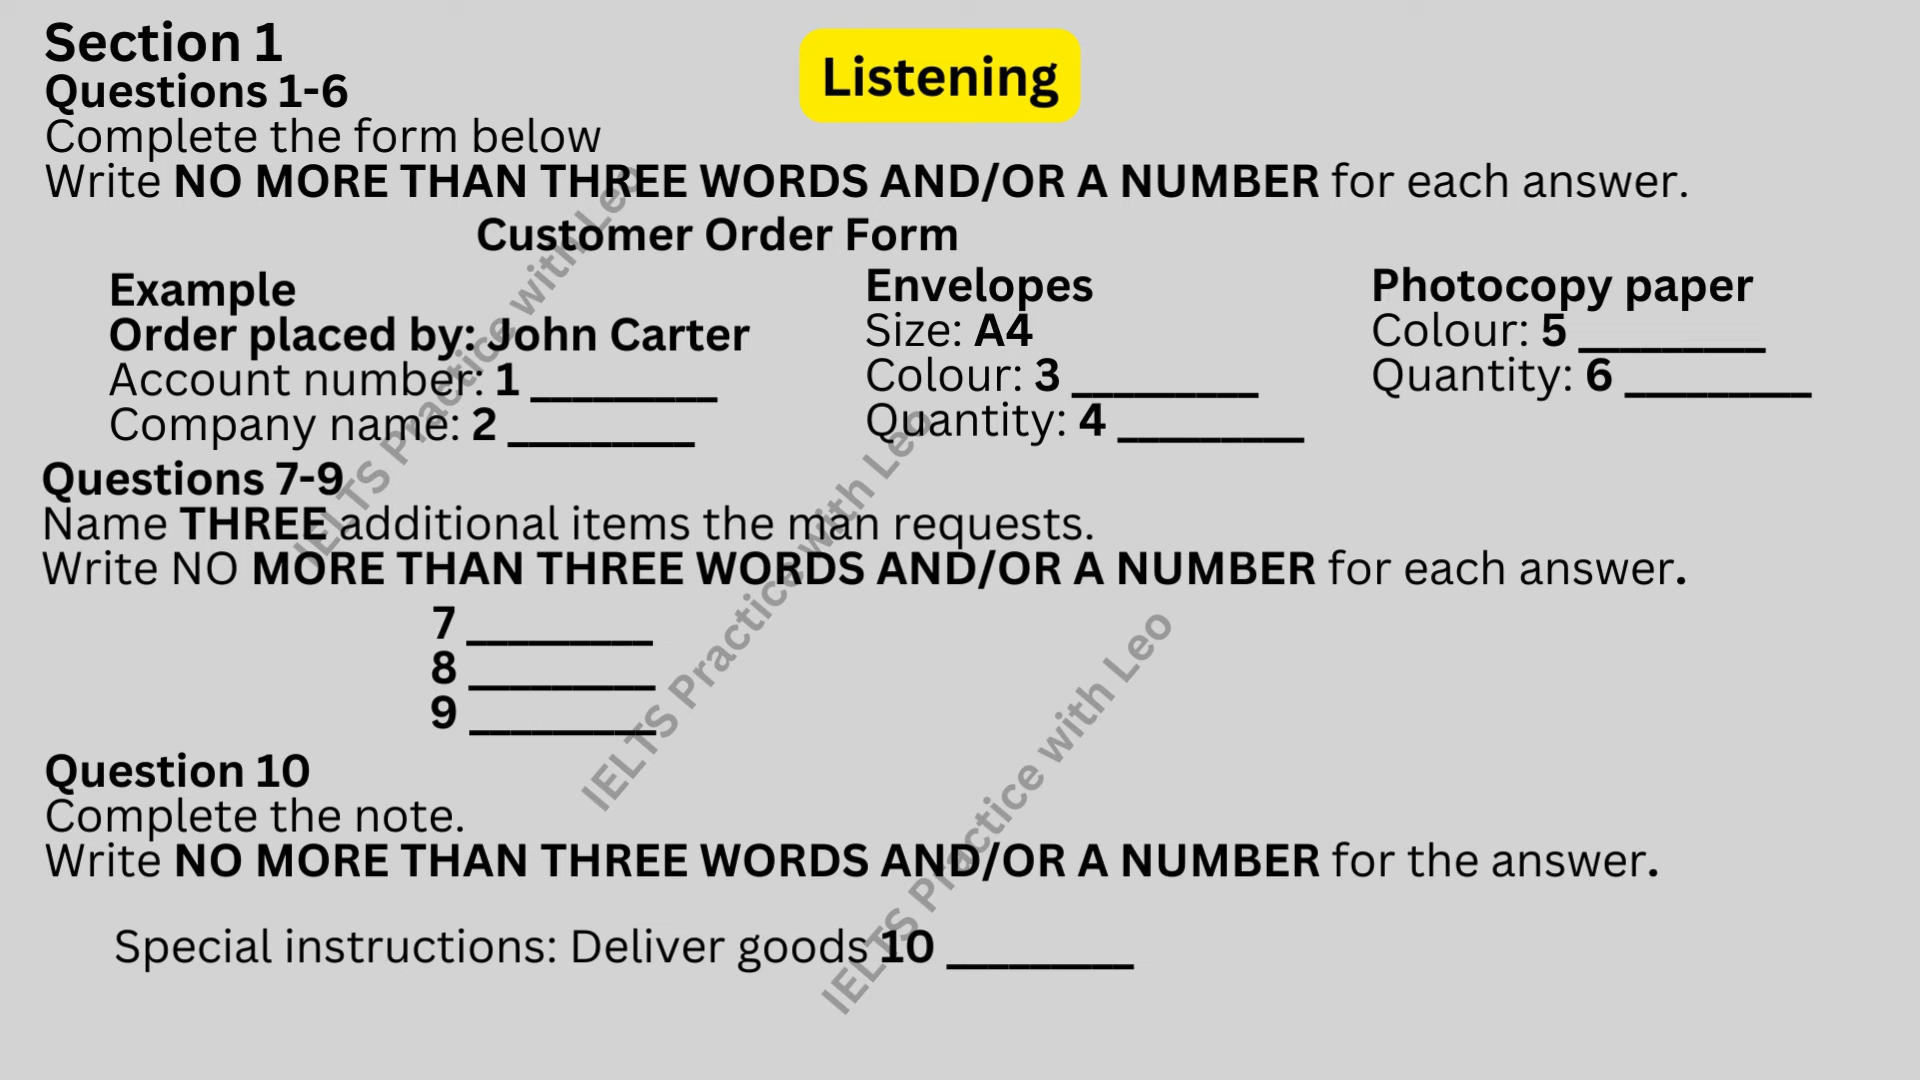 Section 1
Listening
Questions 1-6
Complete the form below
Write NO MORE THAN THREE WORDS AND/OR A NUMBER for each answer.
Customer Order Form
Example
Order placed by: John Carter
Account number: 1 ________
Company name: 2 ________
Envelopes
Size: A4
Colour: 3 ________
Quantity: 4 ________
Photocopy paper
Colour: 5 ________
Quantity: 6 ________
Questions 7-9
Name THREE additional items the man requests.
Write NO MORE THAN THREE WORDS AND/OR A NUMBER for each answer.
7 ________
8 ________
9 ________
Question 10
Complete the note.
Write NO MORE THAN THREE WORDS AND/OR A NUMBER for the answer.
Special instructions: Deliver goods 10 ________
IELTS Practice with Leo
IELTS Practice with Leo
IELTS Practice with Leo